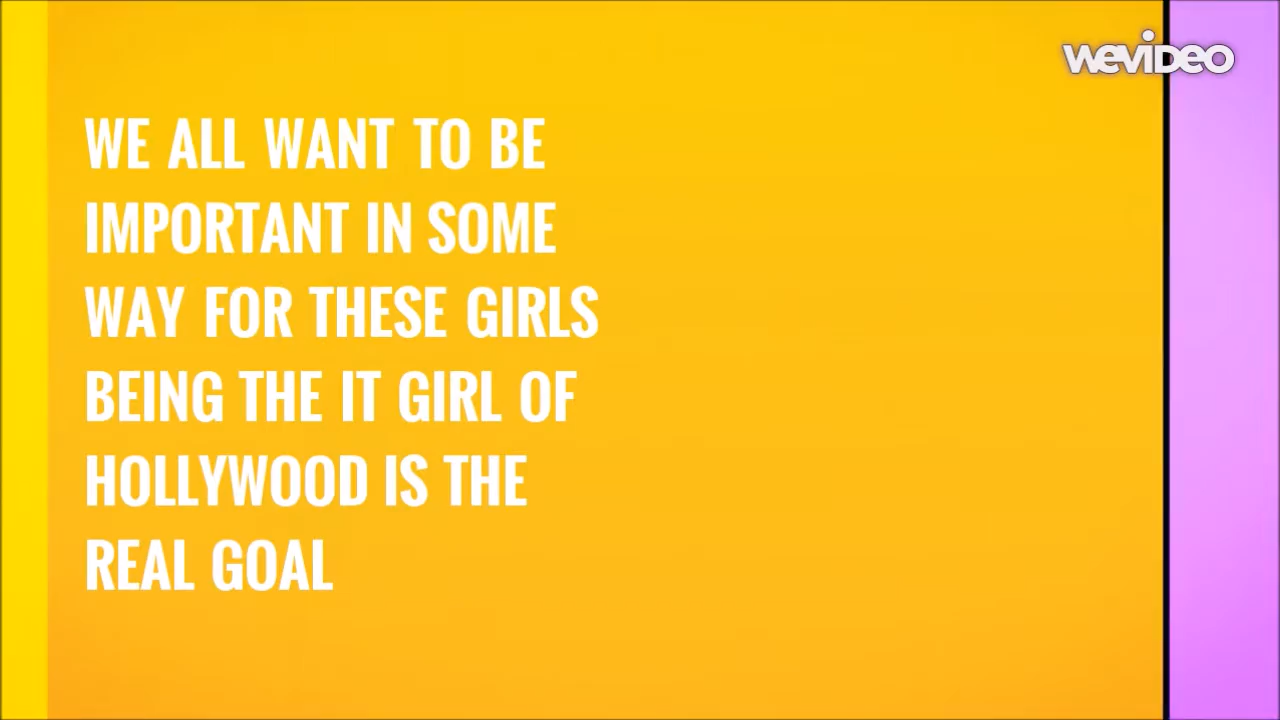 wevideo
WE ALL WANT TO BE
IMPORTANT IN SOME
WAY FOR THESE GIRLS
BEING THE IT GIRL OF
HOLLYWOOD IS THE
REAL GOAL